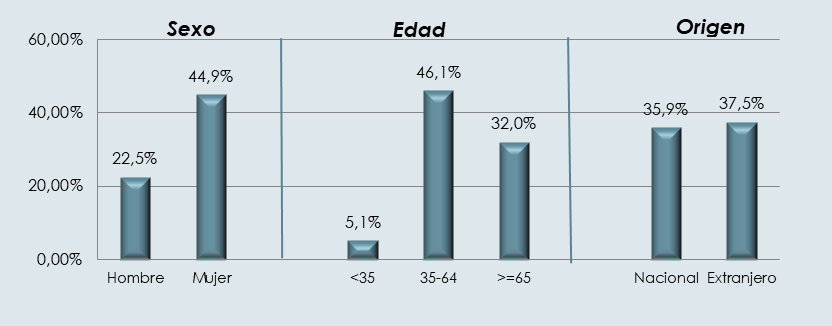 Sexo
Edad
Origen
60,00%
40,00%
20,00%
0,00%
22,5%
44,9%
5,1%
46,1%
32,0%
35,9%
37,5%
Hombre
Mujer
<35
35-64
>=65
Nacional
Extranjero